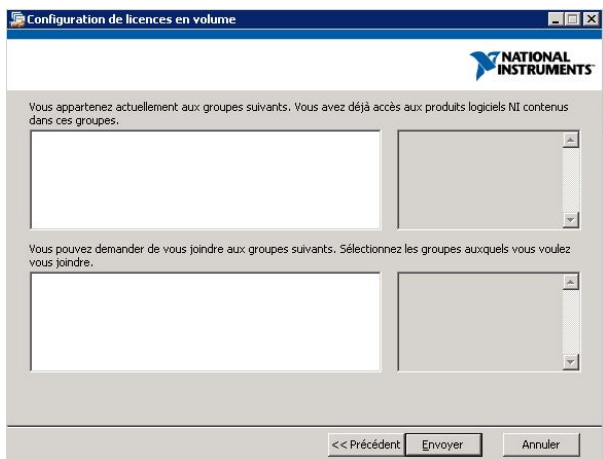 Configuration de licences en volume
NATIONAL
INSTRUMENTS
Vous appartenez actuellement aux groupes suivants. Vous avez déjà accès aux produits logiciels NI contenus
dans ces groupes.
Vous pouvez demander de vous joindre aux groupes suivants. Sélectionnez les groupes auxquels vous voulez
vous joindre.
<< Précédent Envoyer Annuler